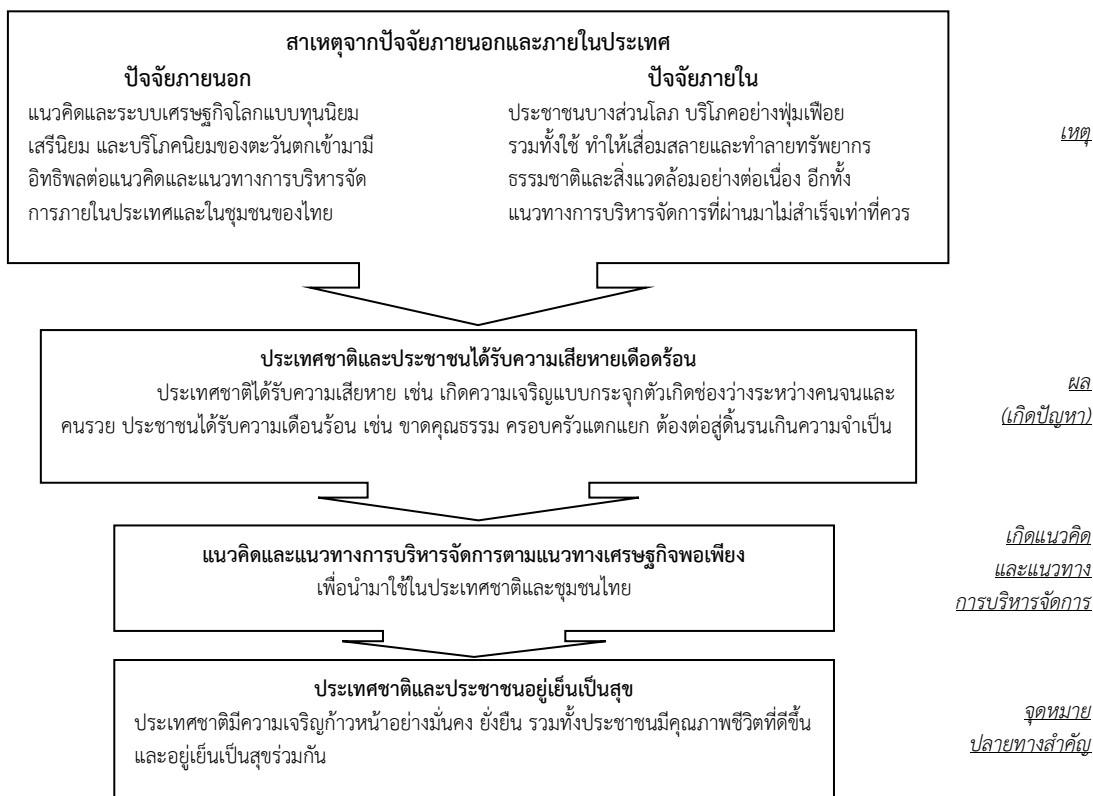 สาเหตุจากปัจจัยภายนอกและภายในประเทศ
ปัจจัยภายนอก
แนวคิดและระบบเศรษฐกิจโลกแบบทุนนิยม
เสรีนิยม และบริโภคนิยมของตะวันตกเข้ามามี
อิทธิพลต่อแนวคิดและแนวทางการบริหารจัด
การภายในประเทศและในชุมชนของไทย
ปัจจัยภายใน
ประชาชนบางส่วนโลภ บริโภคอย่างฟุ่มเฟือย
รวมทั้งใช้ ทำให้เสื่อมสลายและทำลายทรัพยากร
ธรรมชาติและสิ่งแวดล้อมอย่างต่อเนื่อง อีกทั้ง
แนวทางการบริหารจัดการที่ผ่านมาไม่สำเร็จเท่าที่ควร
เหตุ
ประเทศชาติและประชาชนได้รับความเสียหายเดือดร้อน
ประเทศชาติได้รับความเสียหาย เช่น เกิดความเจริญแบบกระจุกตัวเกิดช่องว่างระหว่างคนจนและ
คนรวย ประชาชนได้รับความเดือนร้อน เช่น ขาดคุณธรรม ครอบครัวแตกแยก ต้องต่อสู้ดิ้นรนเกินความจำเป็น
ผล
(เกิดปัญหา)
แนวคิดและแนวทางการบริหารจัดการตามแนวทางเศรษฐกิจพอเพียง
เพื่อนำมาใช้ในประเทศชาติและชุมชนไทย
เกิดแนวคิด
และแนวทาง
การบริหารจัดการ
ประเทศชาติและประชาชนอยู่เย็นเป็นสุข
ประเทศชาติมีความเจริญก้าวหน้าอย่างมั่นคง ยั่งยืน รวมทั้งประชาชนมีคุณภาพชีวิตที่ดีขึ้น
และอยู่เย็นเป็นสุขร่วมกัน
จุดหมาย
ปลายทางสำคัญ